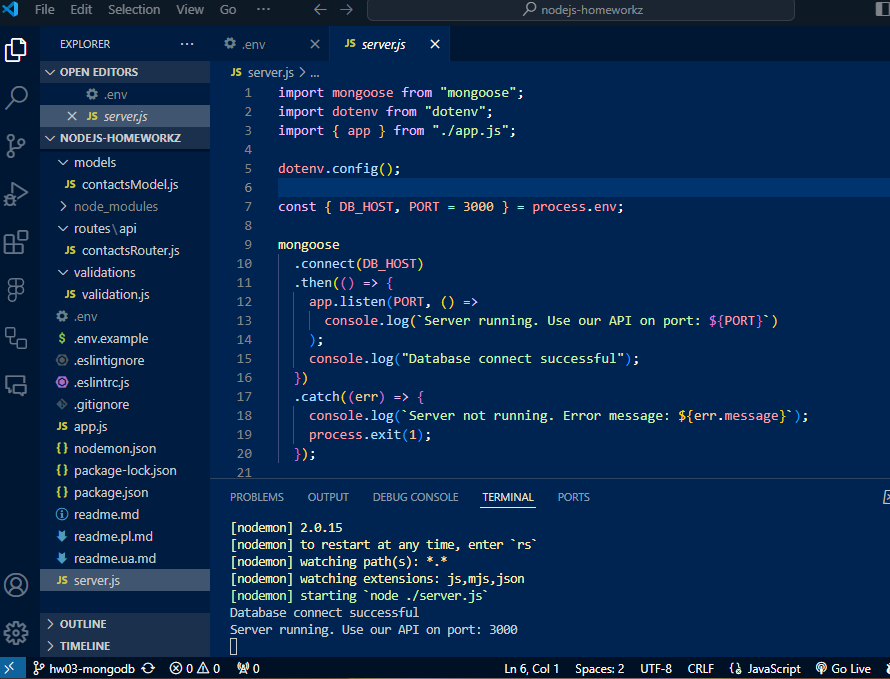 File Edit Selection View Go ··· nodejs-homeworkz
EXPLORER ···
OPEN EDITORS
.env
JS server.js
NODEJS-HOMEWORKZ
models
JS contactsModel.js
node_modules
routes\api
JS contactsRouter.js
validations
JS validation.js
.env
$ .env.example
.eslintignore
.eslintrc.js
.gitignore
JS app.js
{} nodemon.json
{} package-lock.json
{} package.json
readme.md
readme.pl.md
readme.ua.md
JS server.js
OUTLINE
TIMELINE
.env
JS server.js
JS server.js > ...
1 import mongoose from "mongoose";
2 import dotenv from "dotenv";
3 import { app } from "./app.js";
4
5 dotenv.config();
6
7 const { DB_HOST, PORT = 3000 } = process.env;
8
9 mongoose
10 .connect(DB_HOST)
11 .then(() => {
12 app.listen(PORT, () =>
13 console.log(`Server running. Use our API on port: ${PORT}`)
14 );
15 console.log("Database connect successful");
16 })
17 .catch((err) => {
18 console.log(`Server not running. Error message: ${err.message}`);
19 process.exit(1);
20 });
21
PROBLEMS OUTPUT DEBUG CONSOLE TERMINAL PORTS
[nodemon] 2.0.15
[nodemon] to restart at any time, enter `rs`
[nodemon] watching path(s): *.*
[nodemon] watching extensions: js,mjs,json
[nodemon] starting `node ./server.js`
Database connect successful
Server running. Use our API on port: 3000
hw03-mongodb 0 0 0 Ln 6, Col 1 Spaces: 2 UTF-8 CRLF {} JavaScript Go Live